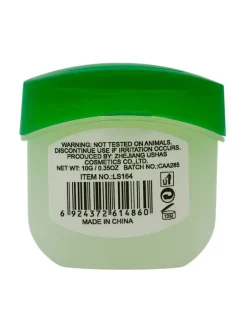 WARNING: NOT TESTED ON ANIMALS.
DISCONTINUE USE IF IRRITATION OCCURS.
PRODUCED BY: ZHEJIANG USHAS
COSMETICS CO.,LTD.
NET WT: 10G / 0.35OZ BATCH NO.:CAA285
ITEM NO.:LS164
6 924372 614860
MADE IN CHINA